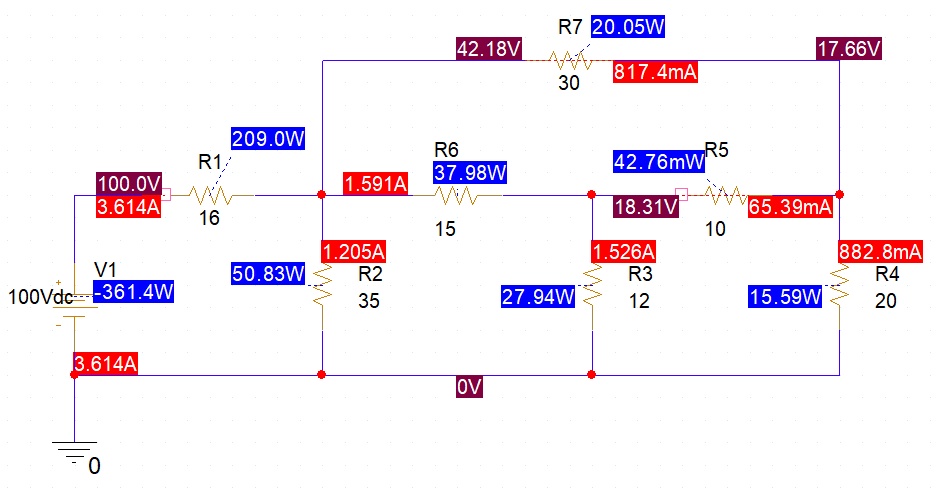 R7 20.05W
42.18V
17.66V
817.4mA
30
209.0W
R1
R6
37.98W
42.76mW R5
100.0V
3.614A
1.591A
18.31V
65.39mA
16
15
10
1.205A
1.526A
882.8mA
V1
50.83W
R2
R3
R4
+
100Vdc
-361.4W
35
27.94W
12
15.59W
20
-
3.614A
0V
0